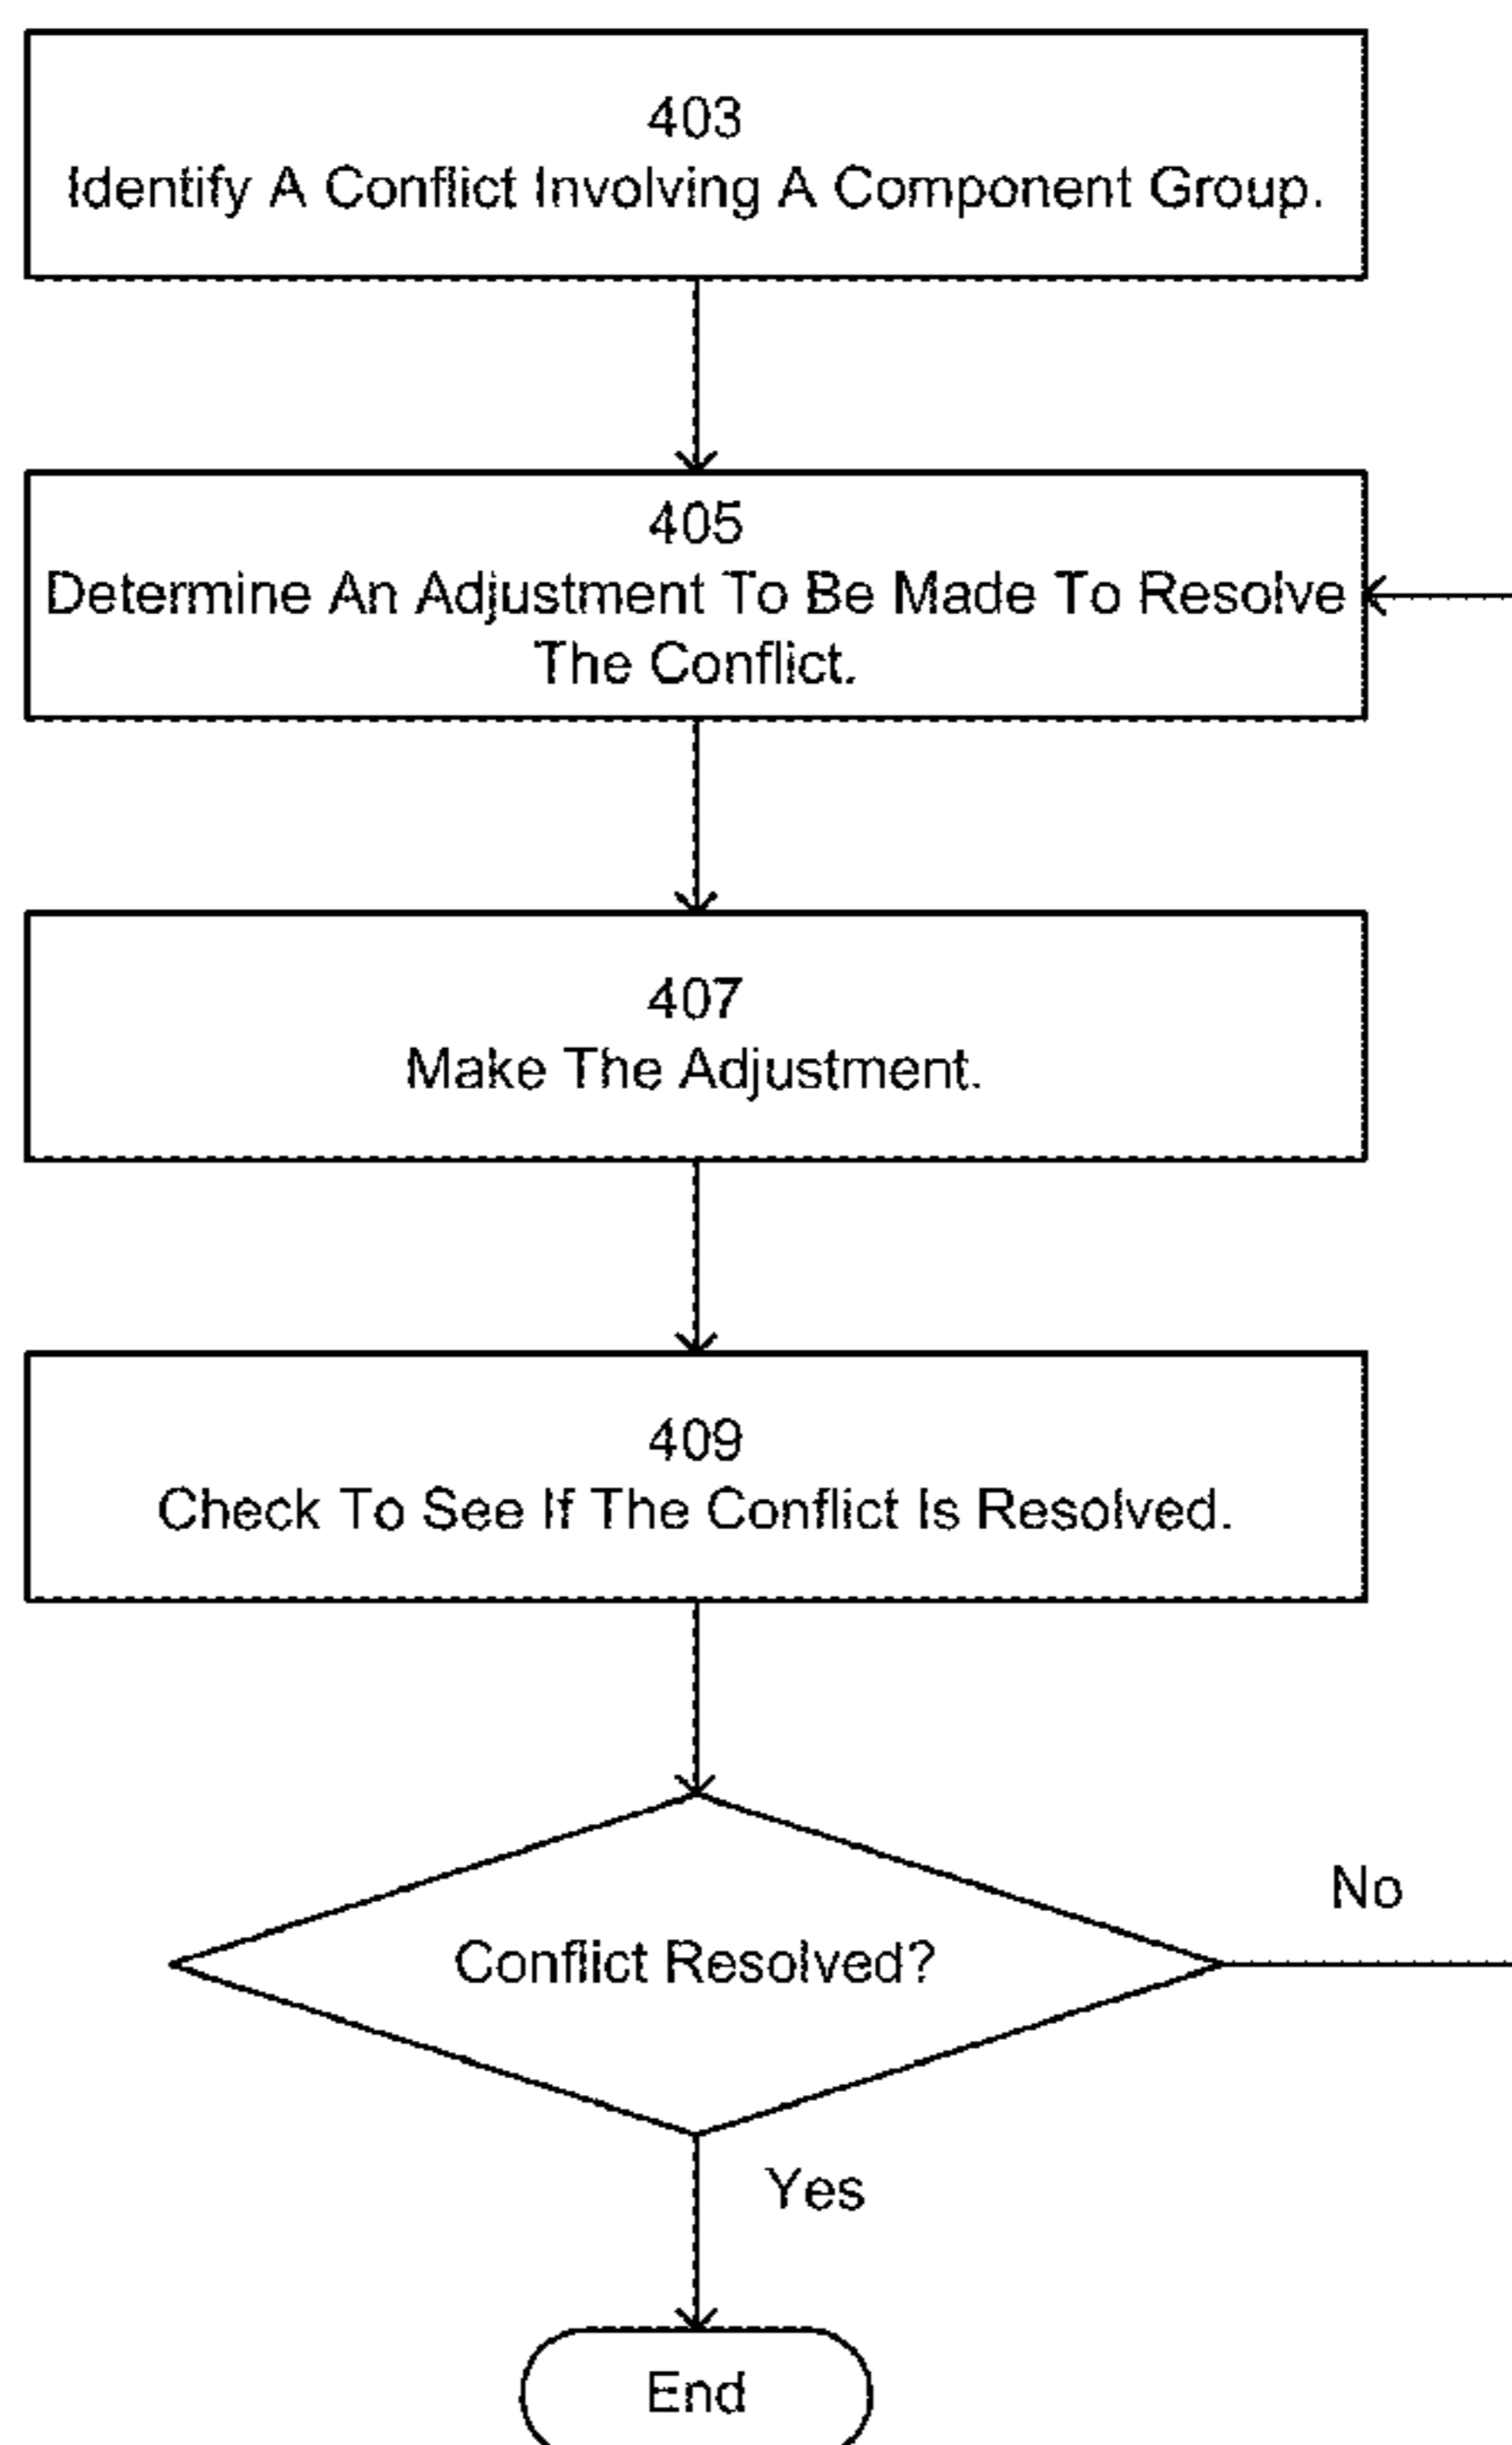 403
Identify A Conflict Involving A Component Group.
405
Determine An Adjustment To Be Made To Resolve
The Conflict.
407
Make The Adjustment.
409
Check To See If The Conflict Is Resolved.
Conflict Resolved?
No
Yes
End